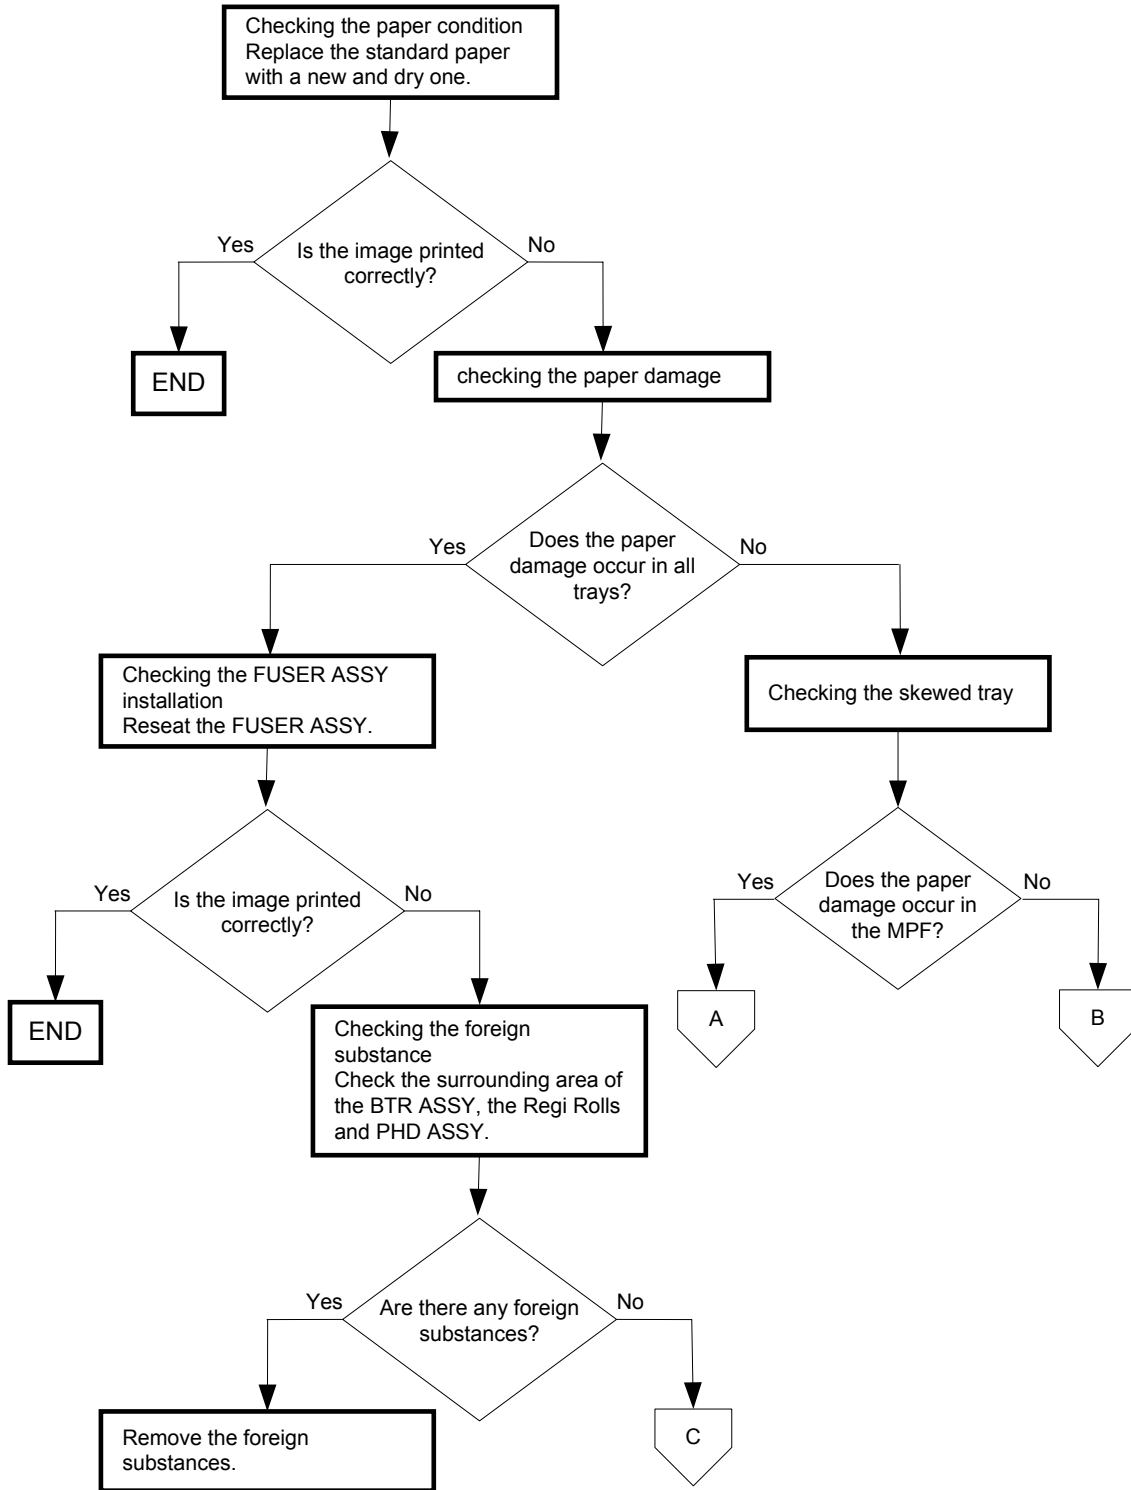 Checking the paper condition
Replace the standard paper
with a new and dry one.
Yes
Is the image printed
correctly?
No
END
checking the paper damage
Yes
Does the paper
damage occur in all
trays?
No
Checking the FUSER ASSY
installation
Reseat the FUSER ASSY.
Checking the skewed tray
Yes
Is the image printed
correctly?
No
Yes
Does the paper
damage occur in
the MPF?
No
END
Checking the foreign
substance
Check the surrounding area of
the BTR ASSY, the Regi Rolls
and PHD ASSY.
A
B
Yes
Are there any foreign
substances?
No
Remove the foreign
substances.
C